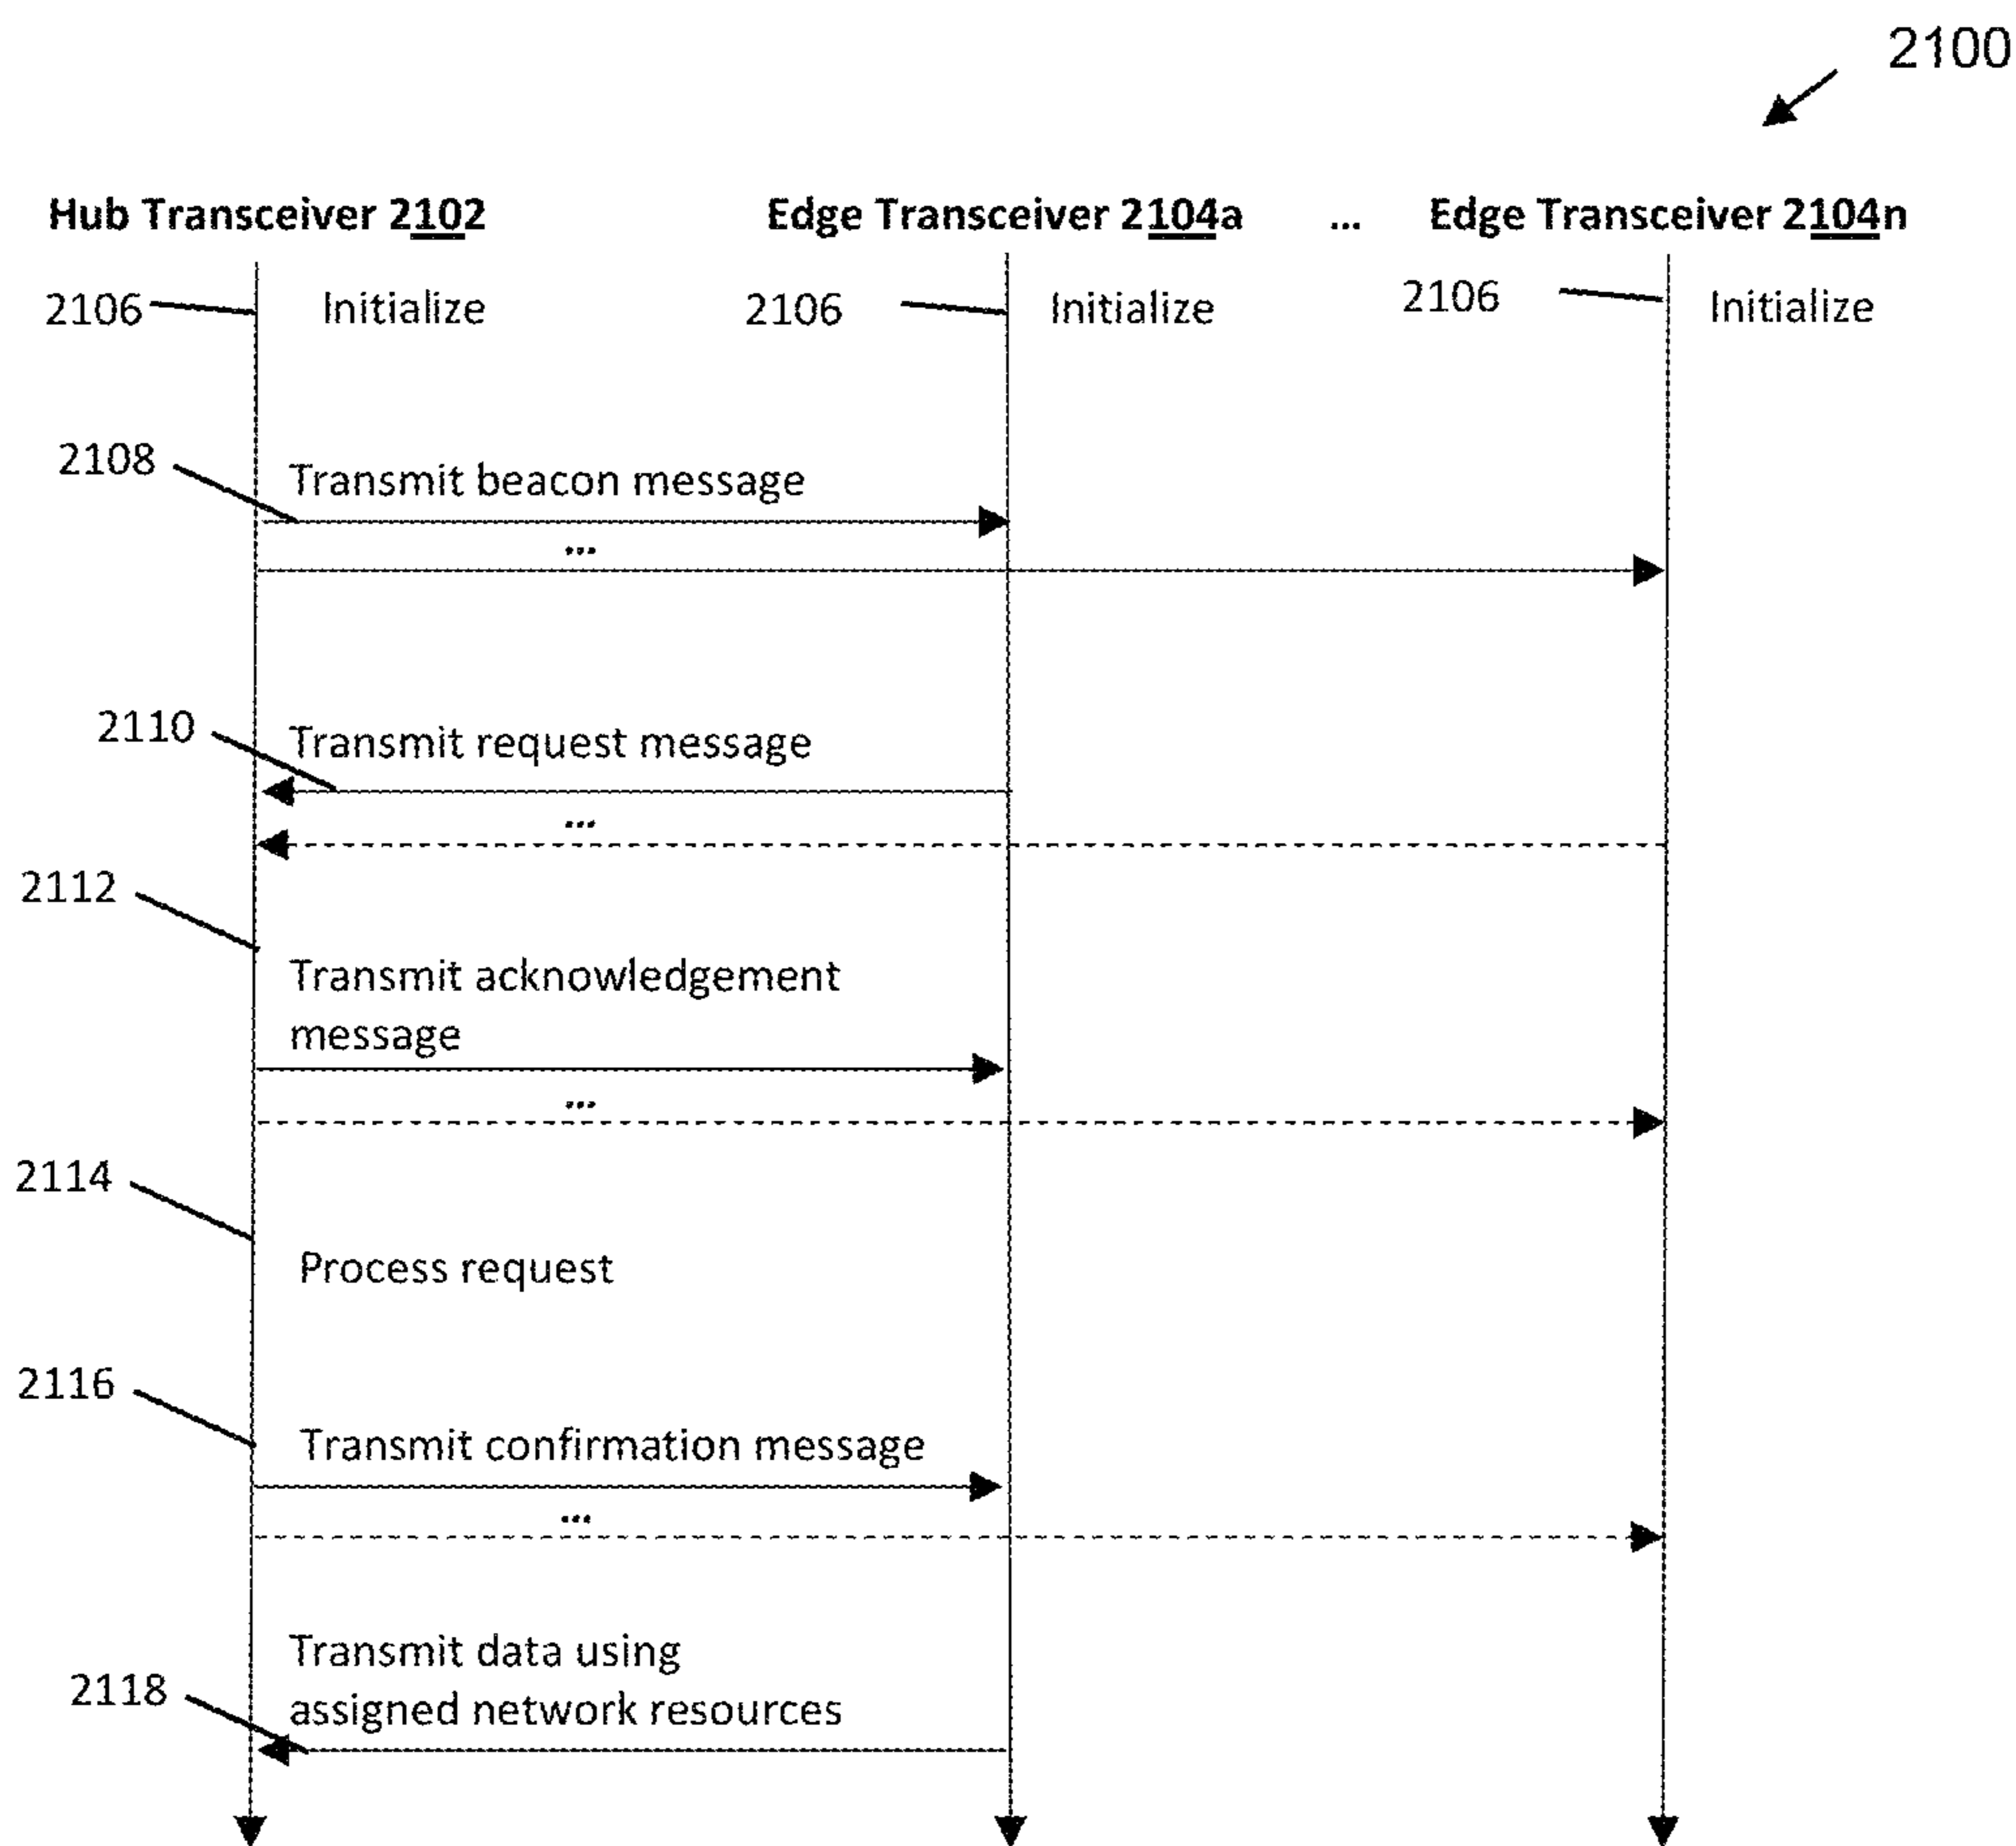 2100
Hub Transceiver 2102 Edge Transceiver 2104a ... Edge Transceiver 2104n
2106 Initialize 2106 Initialize 2106 Initialize
2108 Transmit beacon message
...
2110 Transmit request message
...
2112
Transmit acknowledgement
message
...
2114
Process request
2116
Transmit confirmation message
...
Transmit data using
2118 assigned network resources